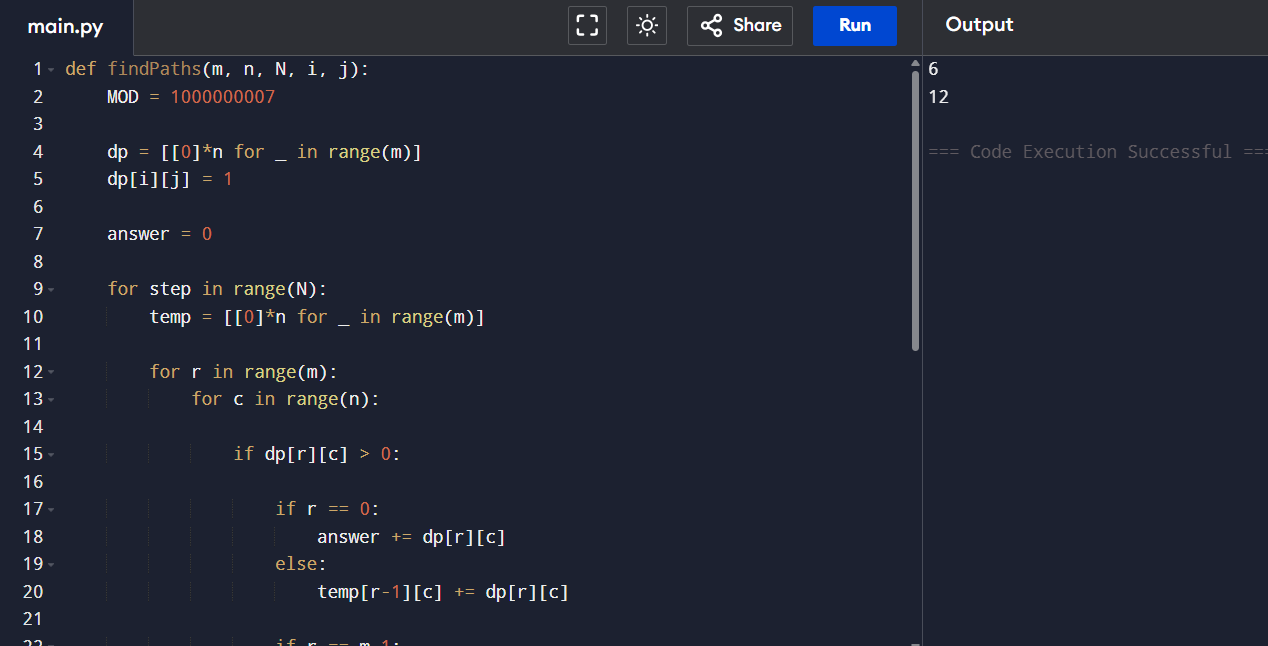 main.py
Share
Run
Output
1 def findPaths(m, n, N, i, j):
2 MOD = 1000000007
3
4 dp = [[0]*n for _ in range(m)]
5 dp[i][j] = 1
6
7 answer = 0
8
9 for step in range(N):
10 temp = [[0]*n for _ in range(m)]
11
12 for r in range(m):
13 for c in range(n):
14
15 if dp[r][c] > 0:
16
17 if r == 0:
18 answer += dp[r][c]
19 else:
20 temp[r-1][c] += dp[r][c]
21
22 if r == m-1:
6
12
=== Code Execution Successful ===